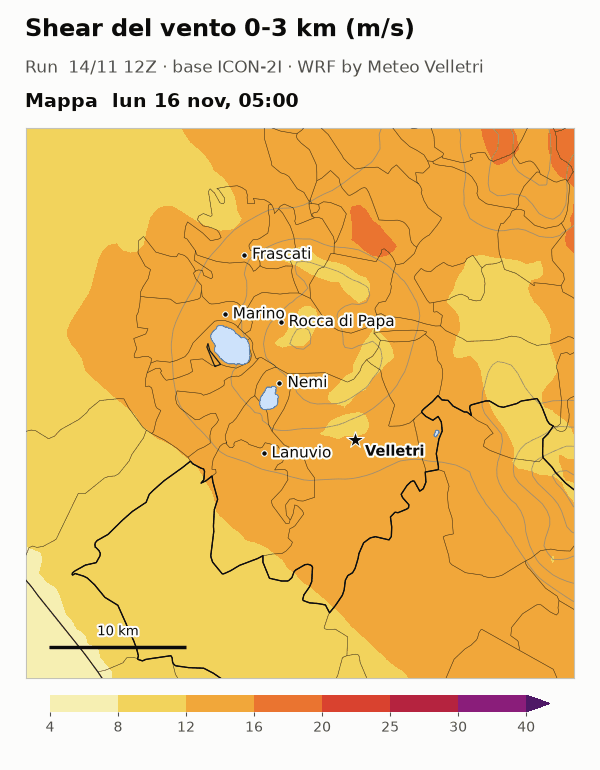 Shear del vento 0-3 km (m/s)
Run  14/11 12Z · base ICON-2I · WRF by Meteo Velletri
Mappa  lun 16 nov, 05:00
Frascati
Marino
Rocca di Papa
Nemi
Velletri
Lanuvio
10 km
4 8 12 16 20 25 30 40